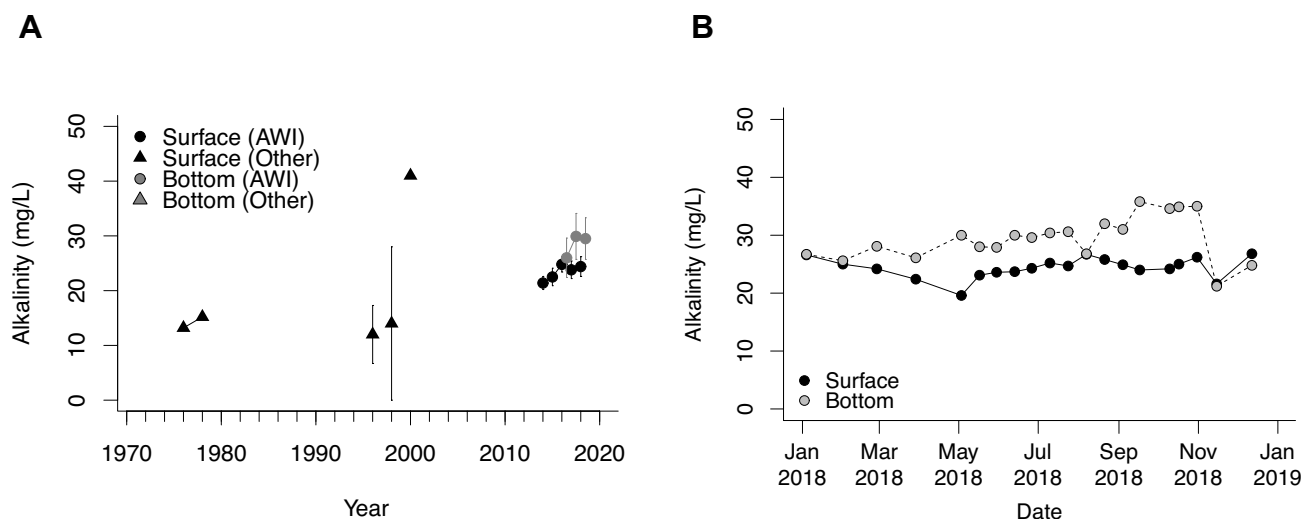 A
Alkalinity (mg/L)
50
40
30
20
10
0
Surface (AWI)
Surface (Other)
Bottom (AWI)
Bottom (Other)
1970 1980 1990 2000 2010 2020
Year
B
Alkalinity (mg/L)
50
40
30
20
10
0
Surface
Bottom
Jan Mar May Jul Sep Nov Jan
2018 2018 2018 2018 2018 2018 2019
Date